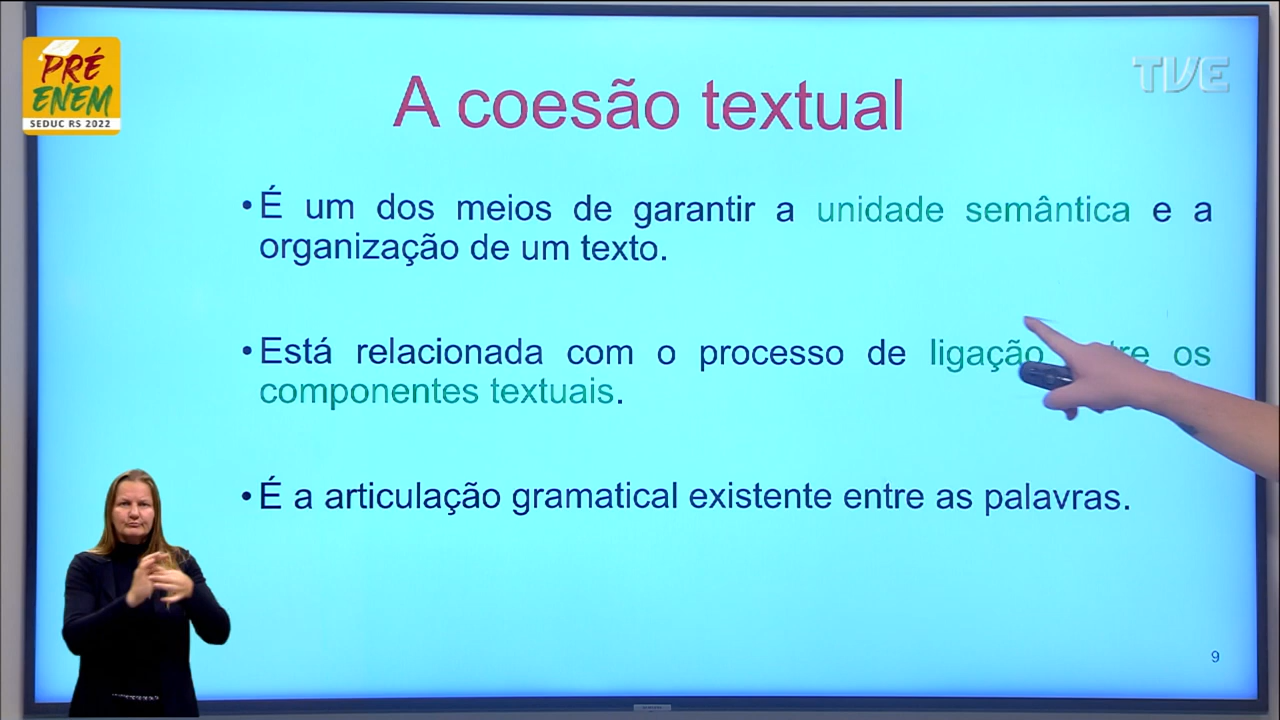 PRÉ
ENEM
SEDUC RS 2022
TVE
A coesão textual
•É um dos meios de garantir a unidade semântica e a
organização de um texto.
•Está relacionada com o processo de ligação entre os
componentes textuais.
•É a articulação gramatical existente entre as palavras.
9